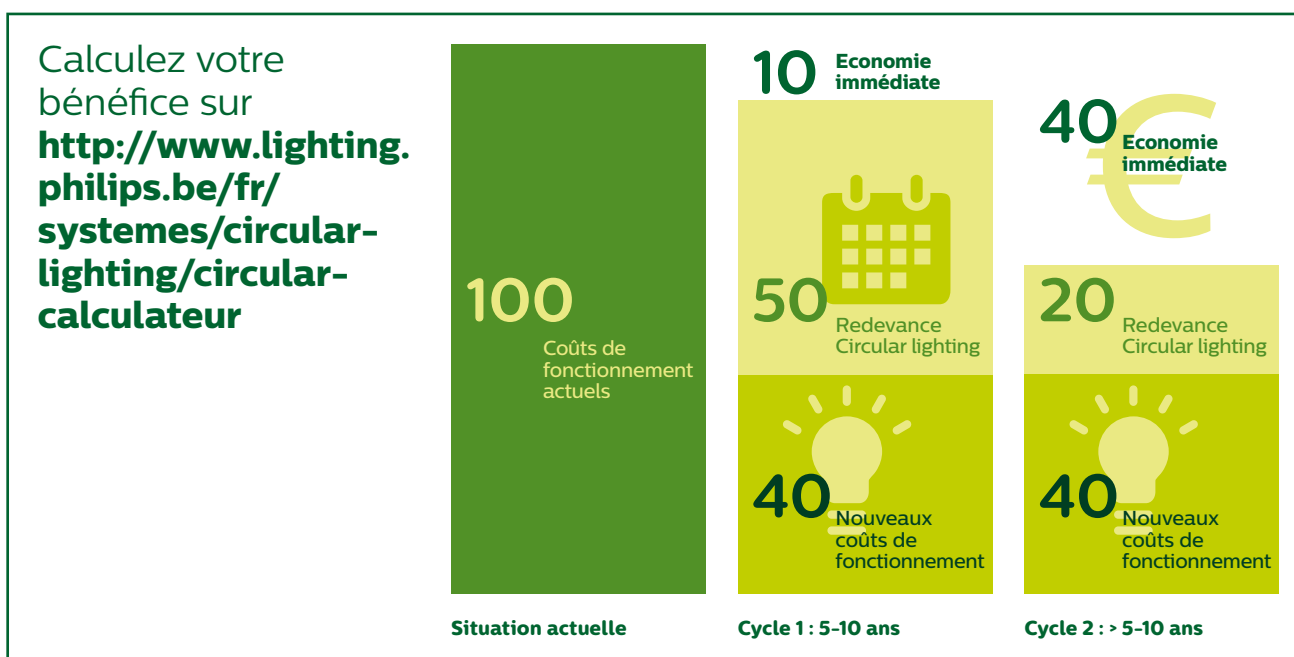 Calculez votre
bénéfice sur
http://www.lighting.
philips.be/fr/
systemes/circular-
lighting/circular-
calculateur
100
Coûts de
fonctionnement
actuels
Situation actuelle
10
Economie
immédiate
50
Redevance
Circular lighting
40
Nouveaux
coûts de
fonctionnement
Cycle 1 : 5-10 ans
€
40
Economie
immédiate
20
Redevance
Circular lighting
40
Nouveaux
coûts de
fonctionnement
Cycle 2 : > 5-10 ans